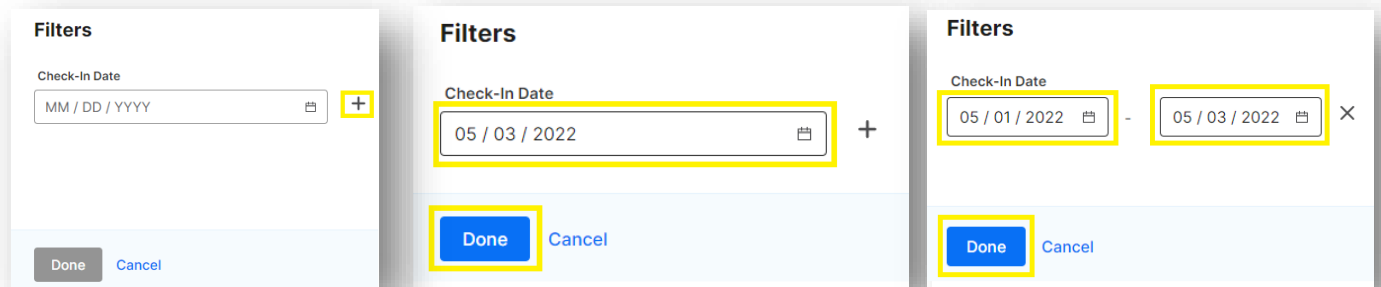 Filters
Check-In Date
MM / DD / YYYY
Done Cancel
Filters
Check-In Date
05 / 03 / 2022
Done Cancel
Filters
Check-In Date
05 / 01 / 2022 - 05 / 03 / 2022
Done Cancel